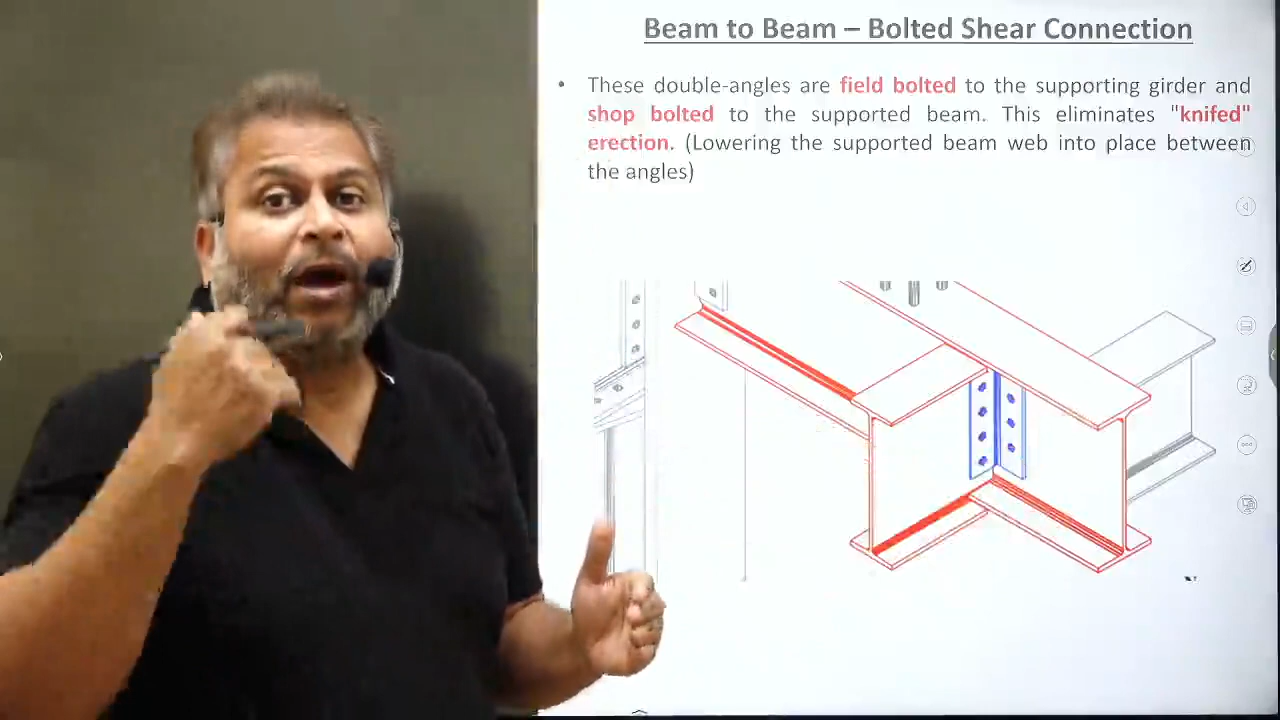 Beam to Beam – Bolted Shear Connection
• These double-angles are field bolted to the supporting girder and
shop bolted to the supported beam. This eliminates "knifed"
erection. (Lowering the supported beam web into place between
the angles)